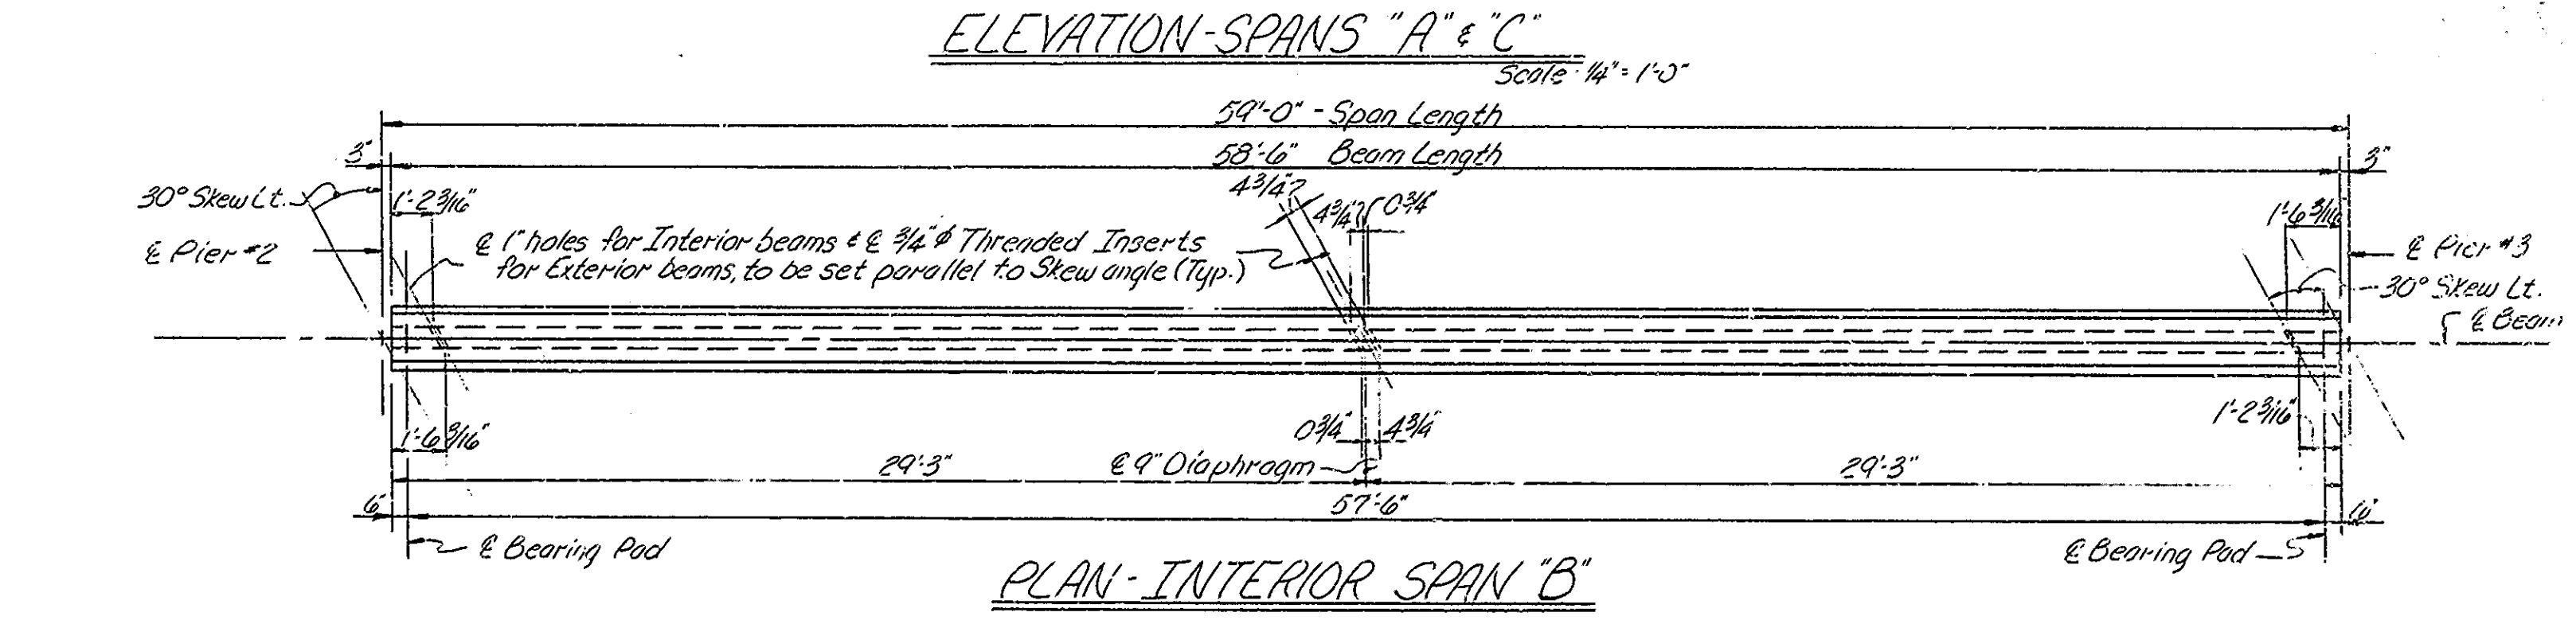 ELEVATION-SPANS "A" & "C"
Scale: 1/4" = 1'-0"
59'-0" - Span Length
3" 58'-6" Beam Length 3"
30° Skew Lt. 1'-2 3/16" 4 3/4" 4 3/4" 0 3/4" 1'-6 3/16"
℄ Pier #2 ℄ 1" holes for Interior beams & ℄ 3/4" ⌀ Threaded Inserts ℄ Pier #3
for Exterior beams, to be set parallel to Skew angle (Typ.) 30° Skew Lt.
℄ Beam
1'-6 3/16" 0 3/4" 4 3/4" 1'-2 3/16"
29'-3" ℄ 9" Diaphragm 29'-3"
6" 57'-6"
℄ Bearing Pad ℄ Bearing Pad
PLAN - INTERIOR SPAN "B"